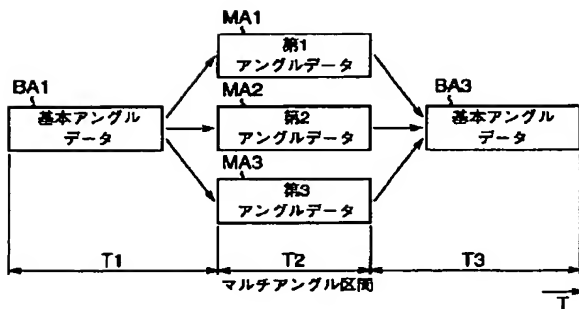 MA1
第1
アングルデータ
BA1
基本アングル
データ
MA2
第2
アングルデータ
BA3
基本アングル
データ
MA3
第3
アングルデータ
T1
T2
T3
マルチアングル区間
T